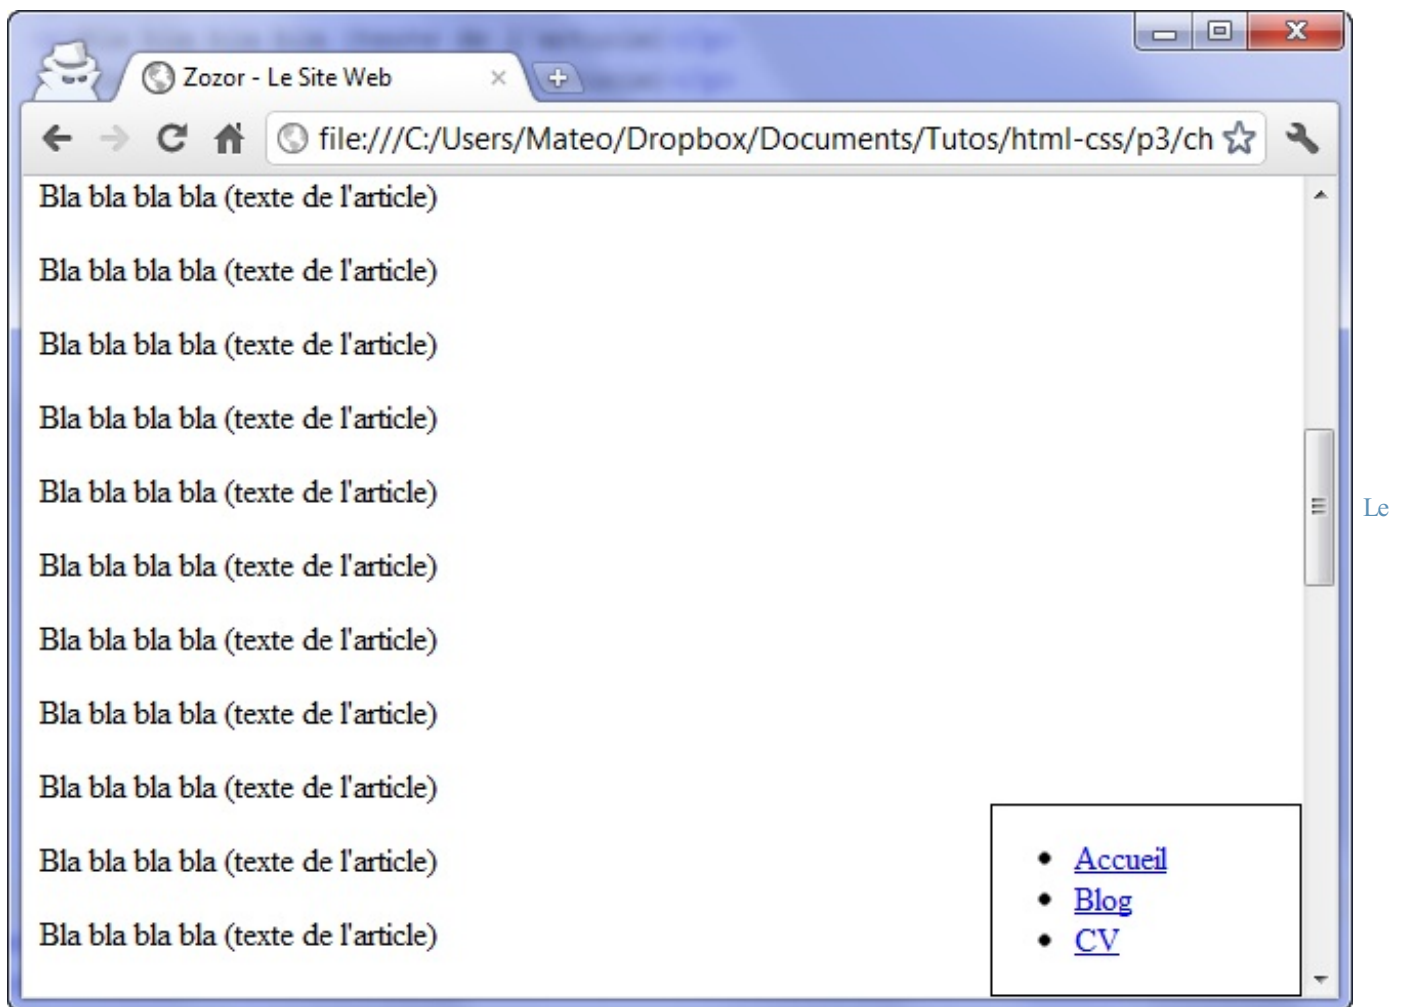 Zozor - Le Site Web
file:///C:/Users/Mateo/Dropbox/Documents/Tutos/html-css/p3/ch
Bla bla bla bla (texte de l'article)
Bla bla bla bla (texte de l'article)
Bla bla bla bla (texte de l'article)
Bla bla bla bla (texte de l'article)
Bla bla bla bla (texte de l'article)
Le
Bla bla bla bla (texte de l'article)
Bla bla bla bla (texte de l'article)
Bla bla bla bla (texte de l'article)
Bla bla bla bla (texte de l'article)
Bla bla bla bla (texte de l'article)
Bla bla bla bla (texte de l'article)
Accueil
Blog
CV